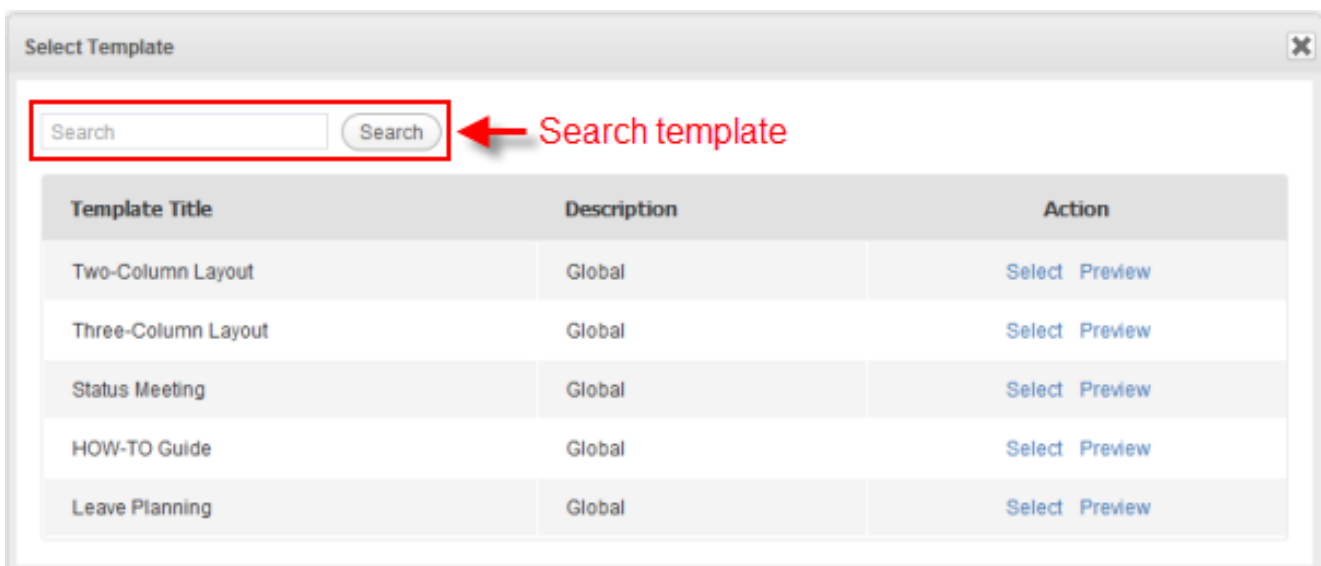 Select Template
Search Search Search template
Template Title Description Action
Two-Column Layout Global Select Preview
Three-Column Layout Global Select Preview
Status Meeting Global Select Preview
HOW-TO Guide Global Select Preview
Leave Planning Global Select Preview